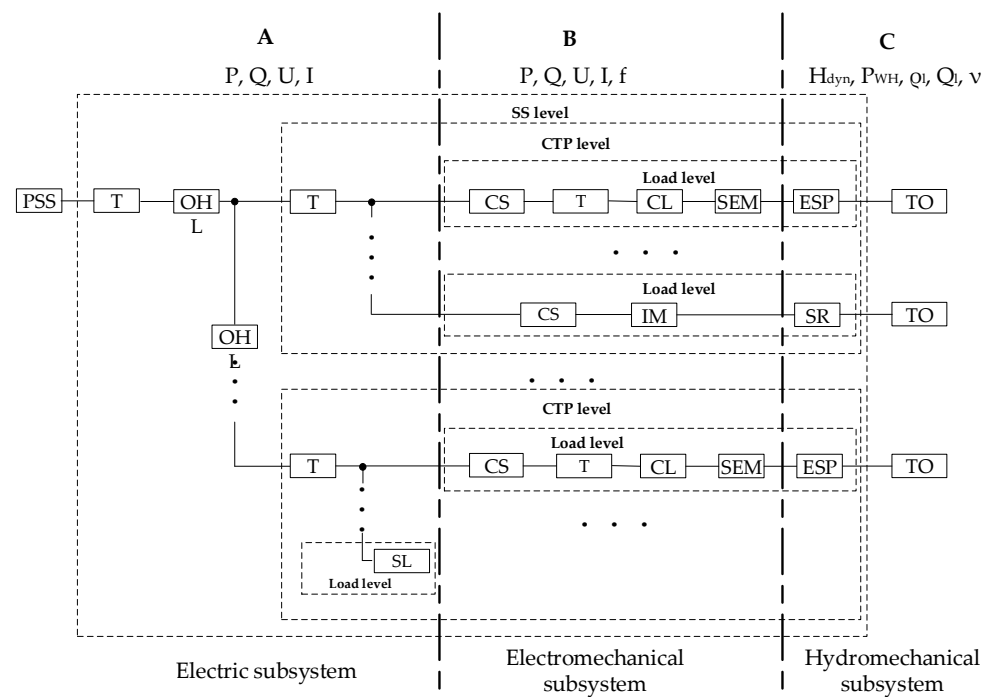 A B C
P, Q, U, I P, Q, U, I, f Hdyn, PWH, ϱl, Ql, ν
SS level
CTP level
Load level
PSS T OH T CS T CL SEM ESP TO
L
Load level
CS IM SR TO
OH
L
CTP level
Load level
T CS T CL SEM ESP TO
SL
Load level
Electric subsystem Electromechanical Hydromechanical
subsystem subsystem